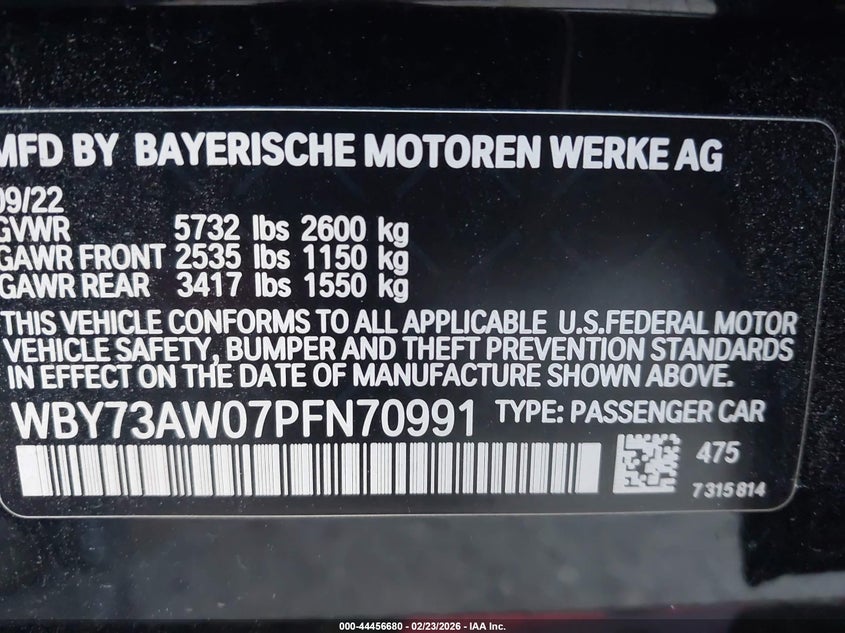 MFD BY BAYERISCHE MOTOREN WERKE AG
09/22
GVWR 5732 lbs 2600 kg
GAWR FRONT 2535 lbs 1150 kg
GAWR REAR 3417 lbs 1550 kg
THIS VEHICLE CONFORMS TO ALL APPLICABLE U.S.FEDERAL MOTOR
VEHICLE SAFETY, BUMPER AND THEFT PREVENTION STANDARDS
IN EFFECT ON THE DATE OF MANUFACTURE SHOWN ABOVE.
WBY73AW07PFN70991 TYPE: PASSENGER CAR
475
7315814
000-44456680 - 02/23/2026 - IAA Inc.